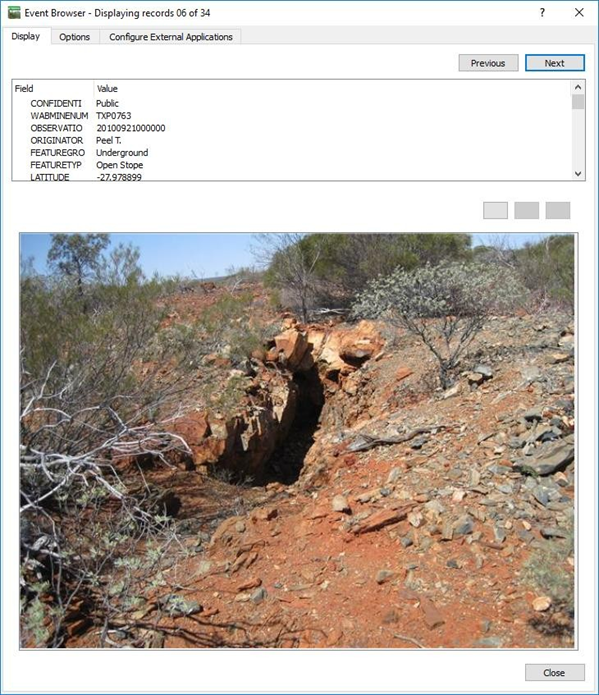 Event Browser - Displaying records 06 of 34
Display Options Configure External Applications
Previous Next
Field Value
CONFIDENTI Public
WABMINENUM TXP0763
OBSERVATIO 20100921000000
ORIGINATOR Peel T.
FEATUREGRO Underground
FEATURETYP Open Stope
LATITUDE -27.978899
Close